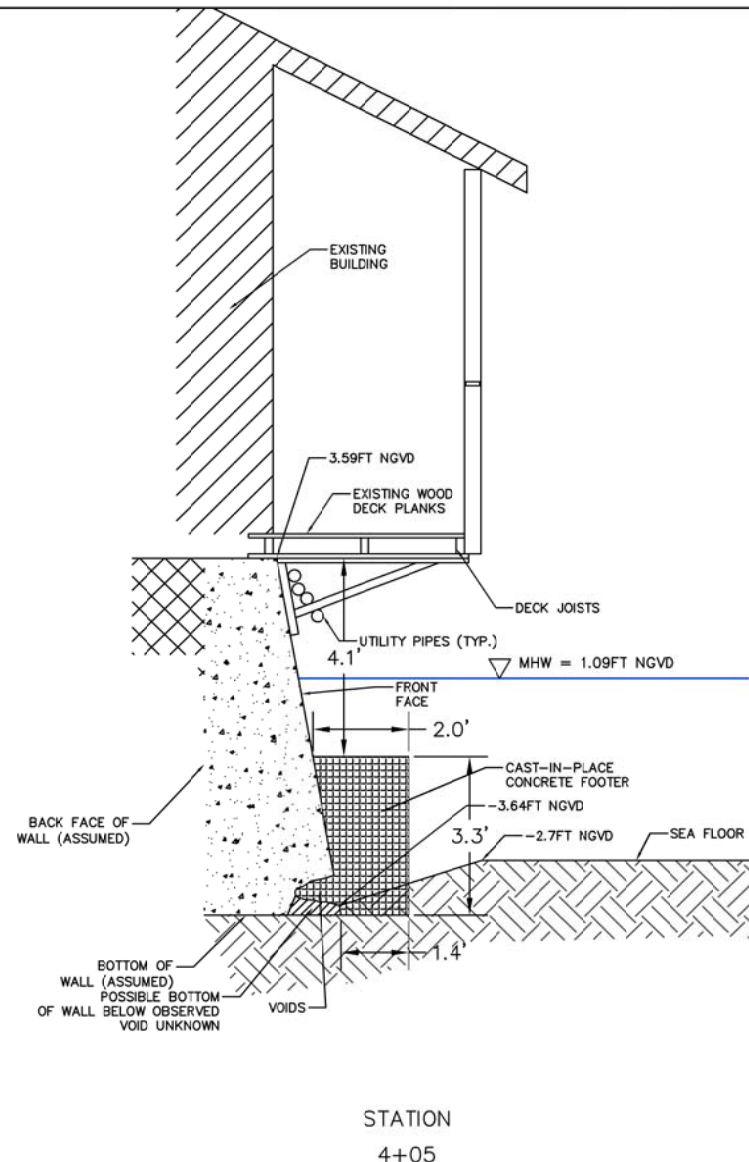 EXISTING
BUILDING
3.59FT NGVD
EXISTING WOOD
DECK PLANKS
DECK JOISTS
UTILITY PIPES (TYP.)
4.1'
MHW = 1.09FT NGVD
FRONT
FACE
2.0'
CAST-IN-PLACE
CONCRETE FOOTER
-3.64FT NGVD
3.3'
-2.7FT NGVD
SEA FLOOR
BACK FACE OF
WALL (ASSUMED)
1.4'
BOTTOM OF
WALL (ASSUMED)
POSSIBLE BOTTOM
OF WALL BELOW OBSERVED
VOID UNKNOWN
VOIDS
STATION
4+05